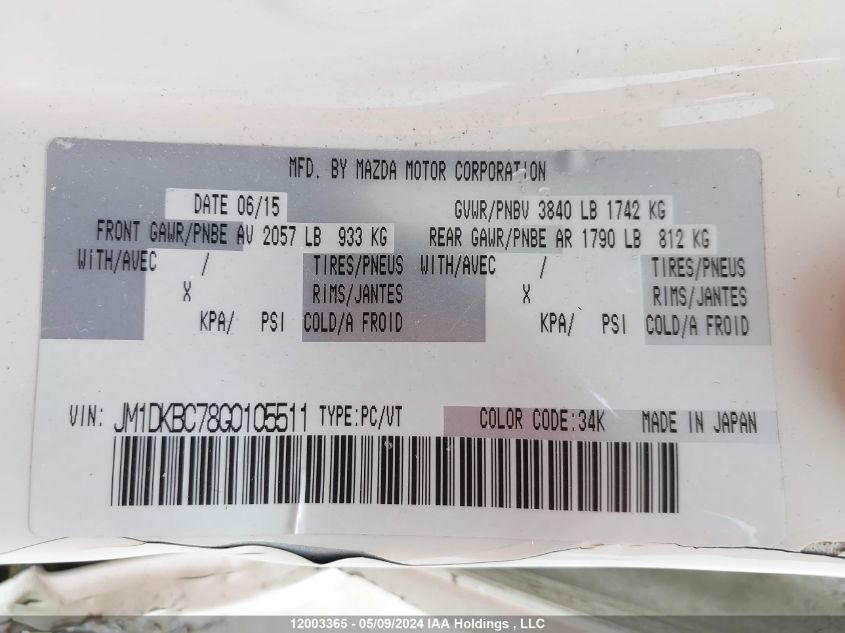 MFD. BY MAZDA MOTOR CORPORATION
DATE 06/15 GVWR/PNBV 3840 LB 1742 KG
FRONT GAWR/PNBE AV 2057 LB 933 KG REAR GAWR/PNBE AR 1790 LB 812 KG
WITH/AVEC / TIRES/PNEUS WITH/AVEC / TIRES/PNEUS
X RIMS/JANTES X RIMS/JANTES
KPA/ PSI COLD/A FROID KPA/ PSI COLD/A FROID
VIN: JM1DKBC78G0105511 TYPE:PC/VT COLOR CODE:34K MADE IN JAPAN
12003365 - 05/09/2024 IAA Holdings , LLC